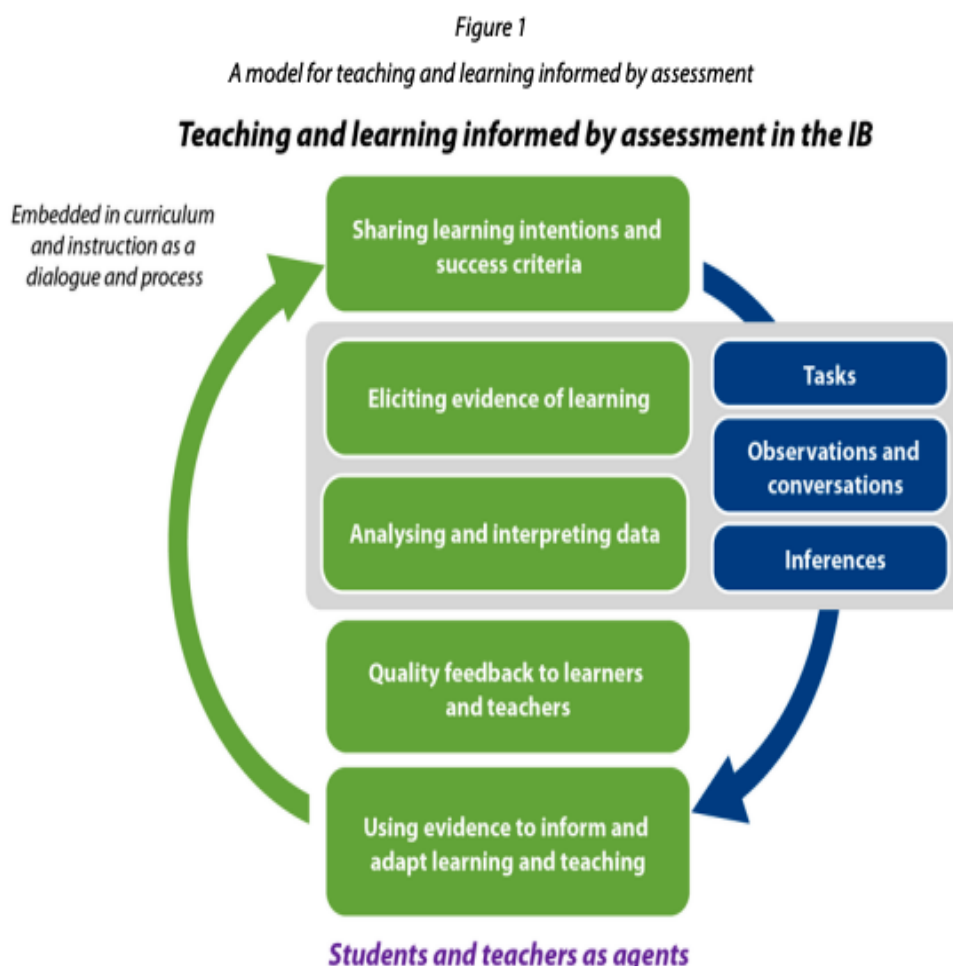 Figure 1
A model for teaching and learning informed by assessment
Teaching and learning informed by assessment in the IB
Embedded in curriculum
and instruction as a
dialogue and process
Sharing learning intentions and
success criteria
Eliciting evidence of learning
Tasks
Observations and
conversations
Analysing and interpreting data
Inferences
Quality feedback to learners
and teachers
Using evidence to inform and
adapt learning and teaching
Students and teachers as agents